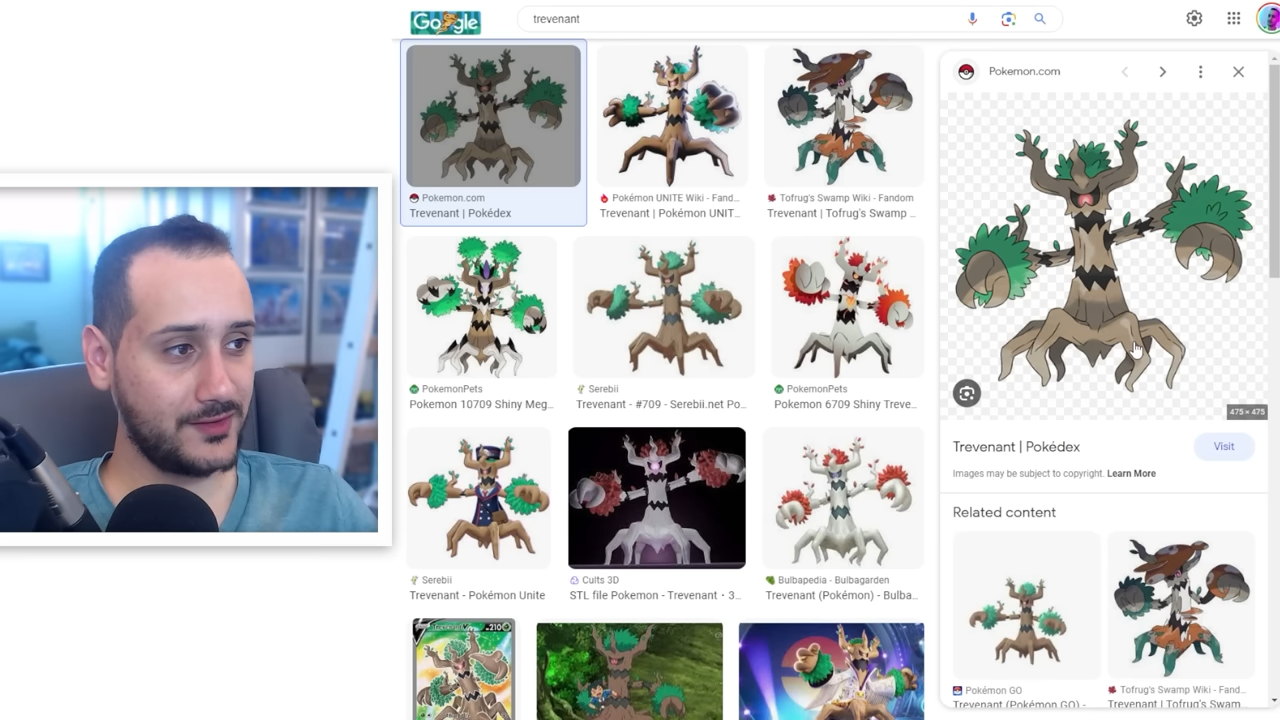 Google
trevenant
Pokemon.com
Trevenant | Pokédex
Pokémon UNITE Wiki - Fand...
Trevenant | Pokémon UNIT...
Tofrug's Swamp Wiki - Fandom
Trevenant | Tofrug's Swamp ...
PokemonPets
Pokemon 10709 Shiny Meg...
Serebii
Trevenant - #709 - Serebii.net Po...
PokemonPets
Pokemon 6709 Shiny Treve...
Serebii
Trevenant - Pokémon Unite
Cults 3D
STL file Pokemon - Trevenant・3...
Bulbapedia - Bulbagarden
Trevenant (Pokémon) - Bulba...
Trevenant
210
Pokemon.com
475 × 475
Trevenant | Pokédex
Visit
Images may be subject to copyright. Learn More
Related content
Pokémon GO
Trevenant (Pokémon GO) -
Tofrug's Swamp Wiki - Fand...
Trevenant | Tofrug's Swam...